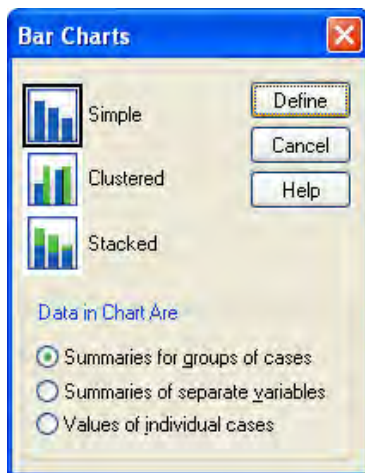 Bar Charts
Simple
Define
Cancel
Clustered
Help
Stacked
Data in Chart Are
Summaries for groups of cases
Summaries of separate variables
Values of individual cases